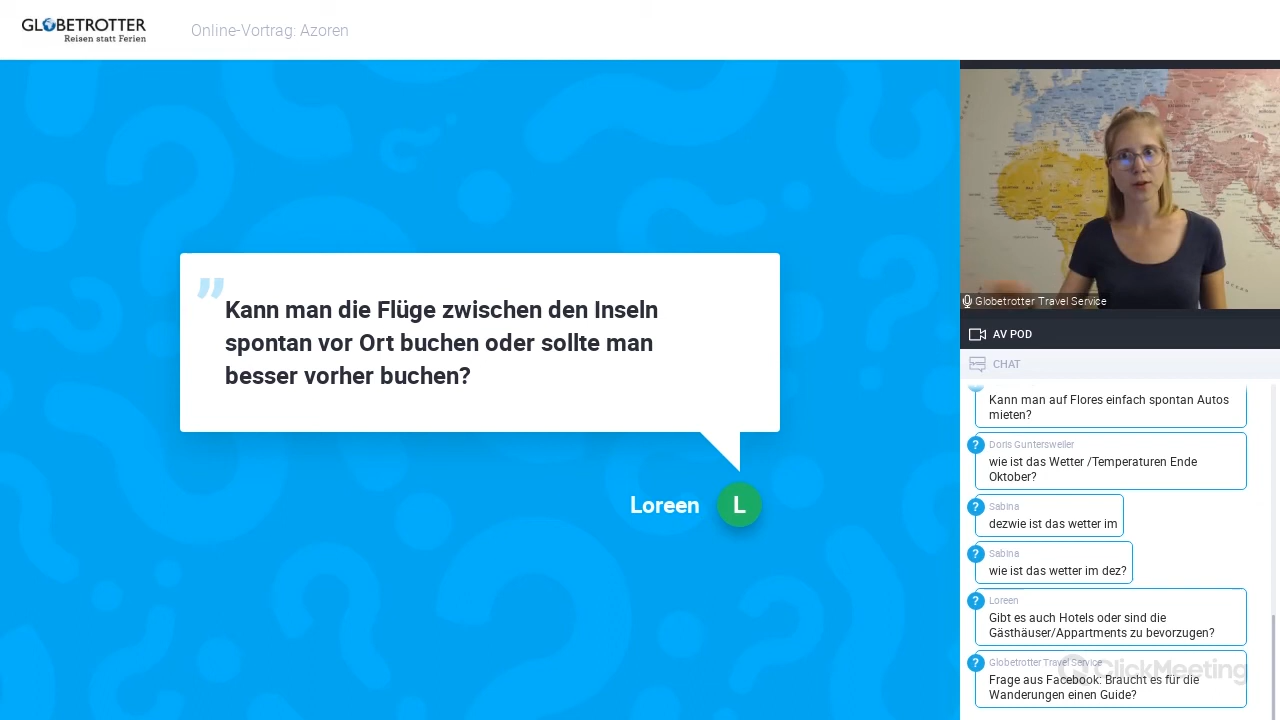 GLOBETROTTER
Reisen statt Ferien
Online-Vortrag: Azoren
”
Kann man die Flüge zwischen den Inseln
spontan vor Ort buchen oder sollte man
besser vorher buchen?
Loreen
L
Globetrotter Travel Service
AV POD
CHAT
Kann man auf Flores einfach spontan Autos
mieten?
?
Doris Guntersweiler
wie ist das Wetter /Temperaturen Ende
Oktober?
?
Sabina
dezwie ist das wetter im
?
Sabina
wie ist das wetter im dez?
?
Loreen
Gibt es auch Hotels oder sind die
Gästhäuser/Appartments zu bevorzugen?
?
Globetrotter Travel Service
Frage aus Facebook: Braucht es für die
Wanderungen einen Guide?
ClickMeeting